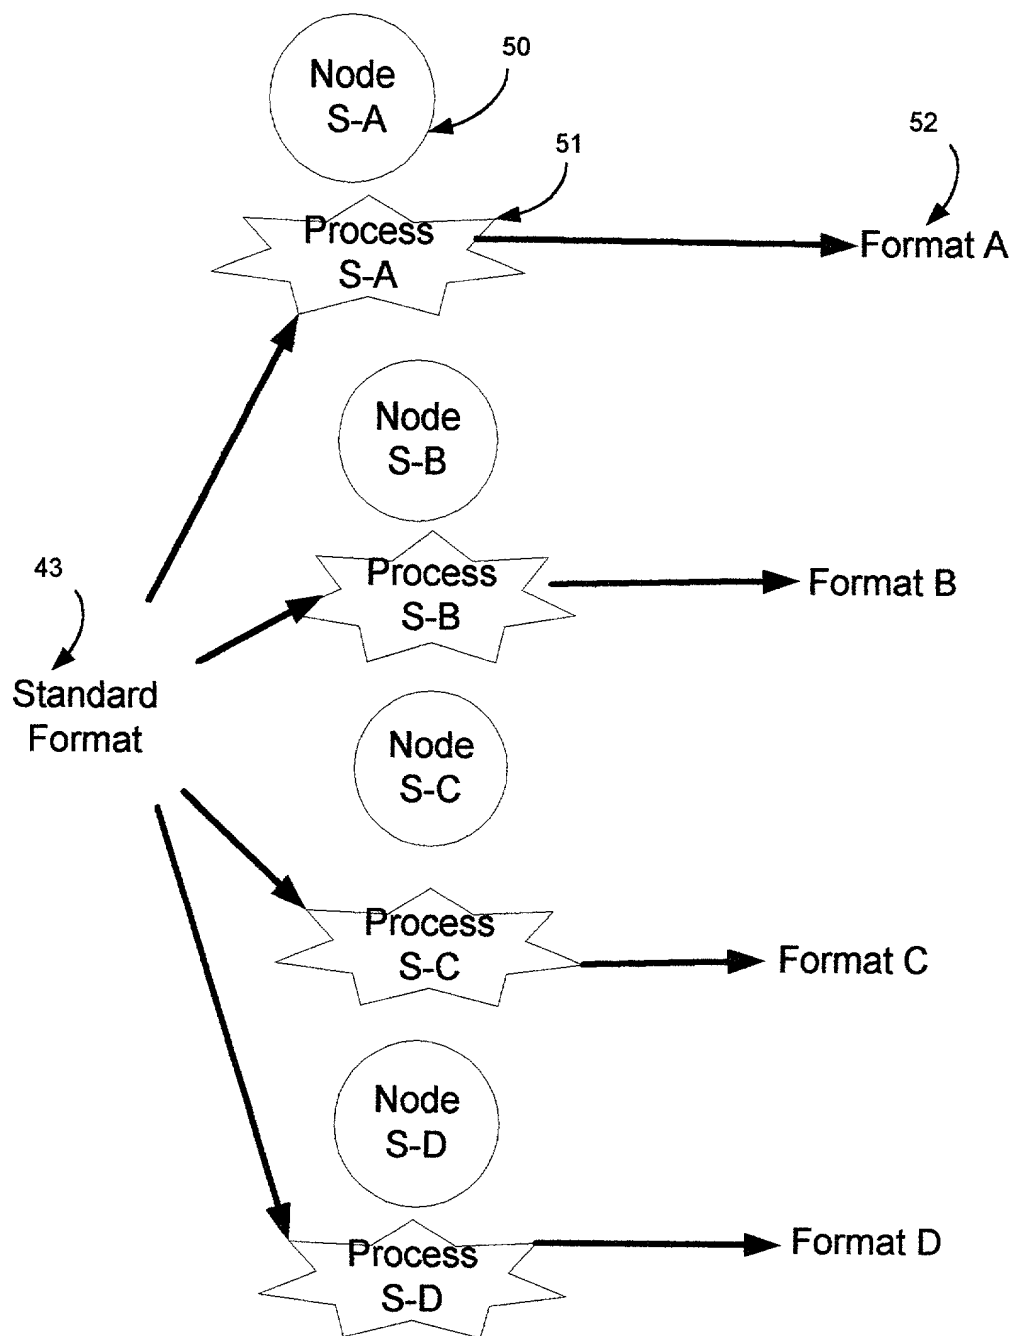 Node
S-A
50
51
52
Process
S-A
Format A
Node
S-B
43
Process
S-B
Format B
Standard
Format
Node
S-C
Process
S-C
Format C
Node
S-D
Process
S-D
Format D